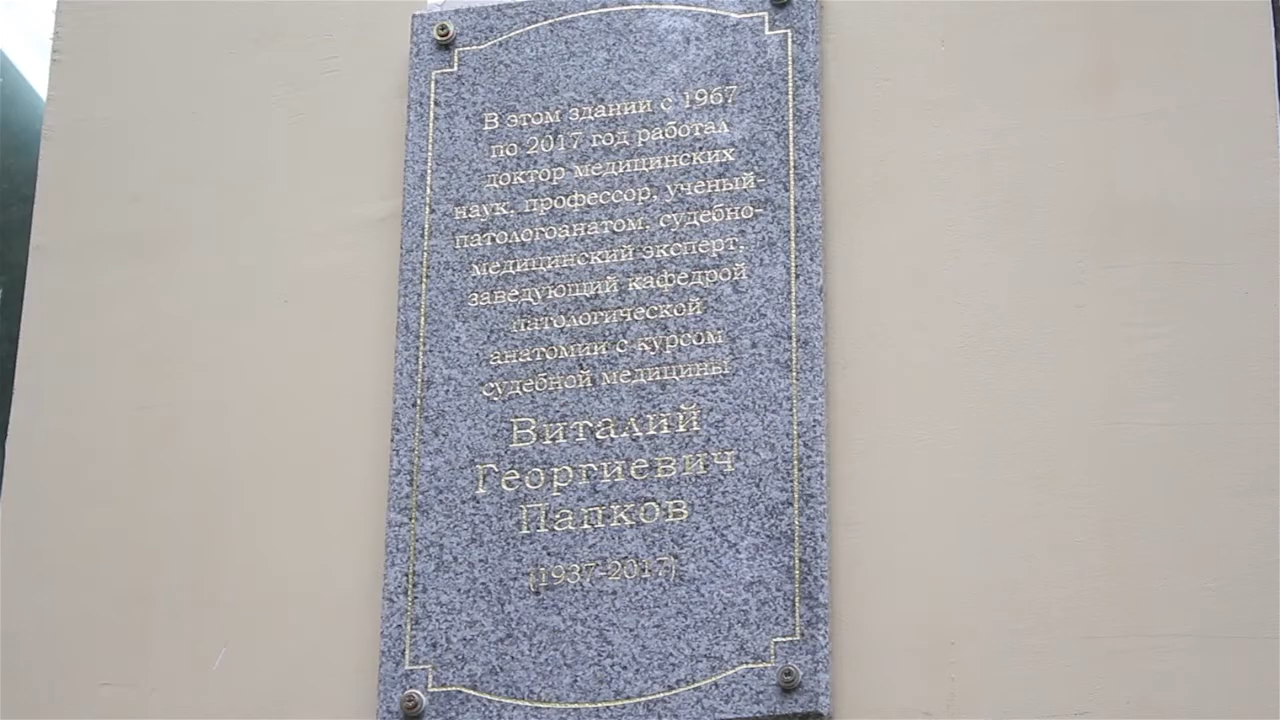 В этом здании с 1967
по 2017 год работал
доктор медицинских
наук, профессор, ученый-
патологоанатом, судебно-
медицинский эксперт,
заведующий кафедрой
патологической
анатомии с курсом
судебной медицины
Виталий
Георгиевич
Папков
(1937-2017)